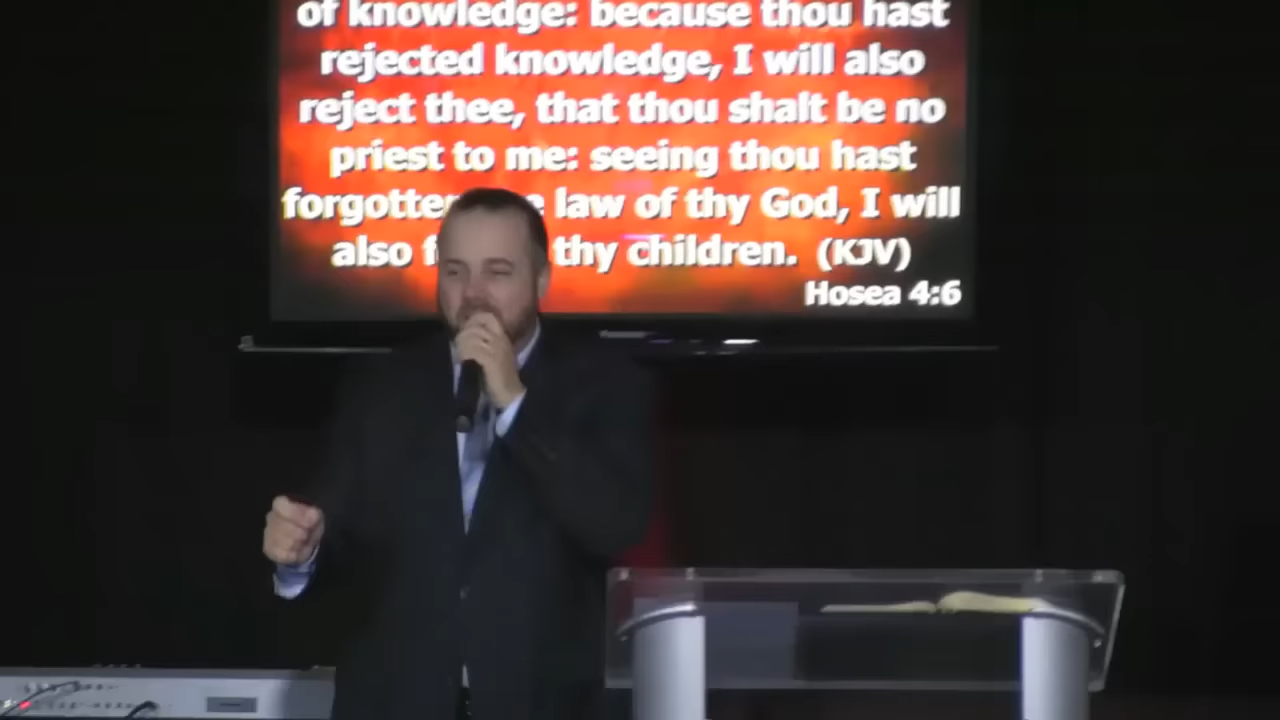 of knowledge: because thou hast
rejected knowledge, I will also
reject thee, that thou shalt be no
priest to me: seeing thou hast
law of thy God, I will
also thy children. (KJV)
Hosea 4:6